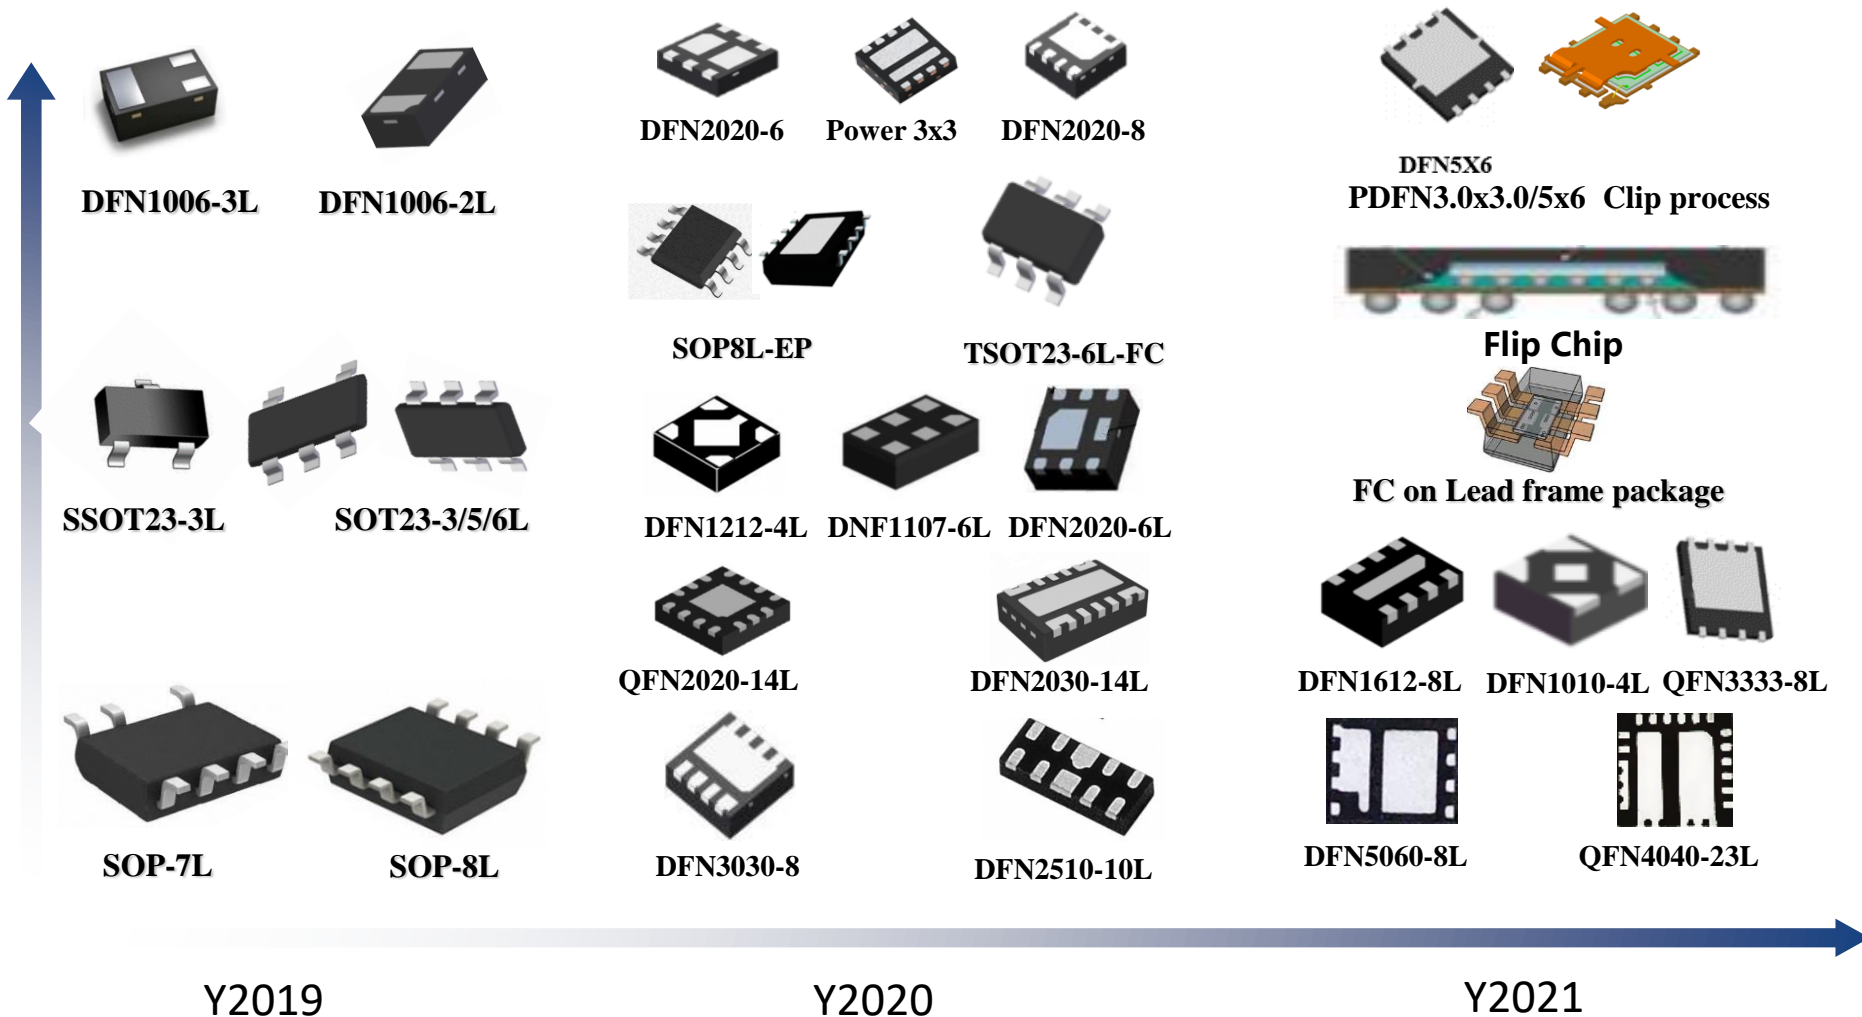 DFN2020-6
Power 3x3
DFN2020-8
DFN5X6
DFN1006-3L
DFN1006-2L
PDFN3.0x3.0/5x6 Clip process
SOP8L-EP
TSOT23-6L-FC
Flip Chip
SSOT23-3L
SOT23-3/5/6L
DFN1212-4L
DNF1107-6L
DFN2020-6L
FC on Lead frame package
QFN2020-14L
DFN2030-14L
DFN1612-8L
DFN1010-4L
QFN3333-8L
SOP-7L
SOP-8L
DFN3030-8
DFN2510-10L
DFN5060-8L
QFN4040-23L
Y2019
Y2020
Y2021